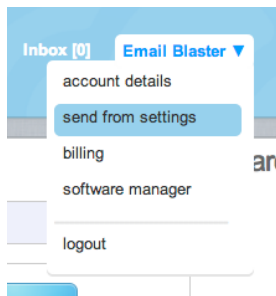 Inbox [0] Email Blaster ▼
account details
send from settings
billing
software manager
logout